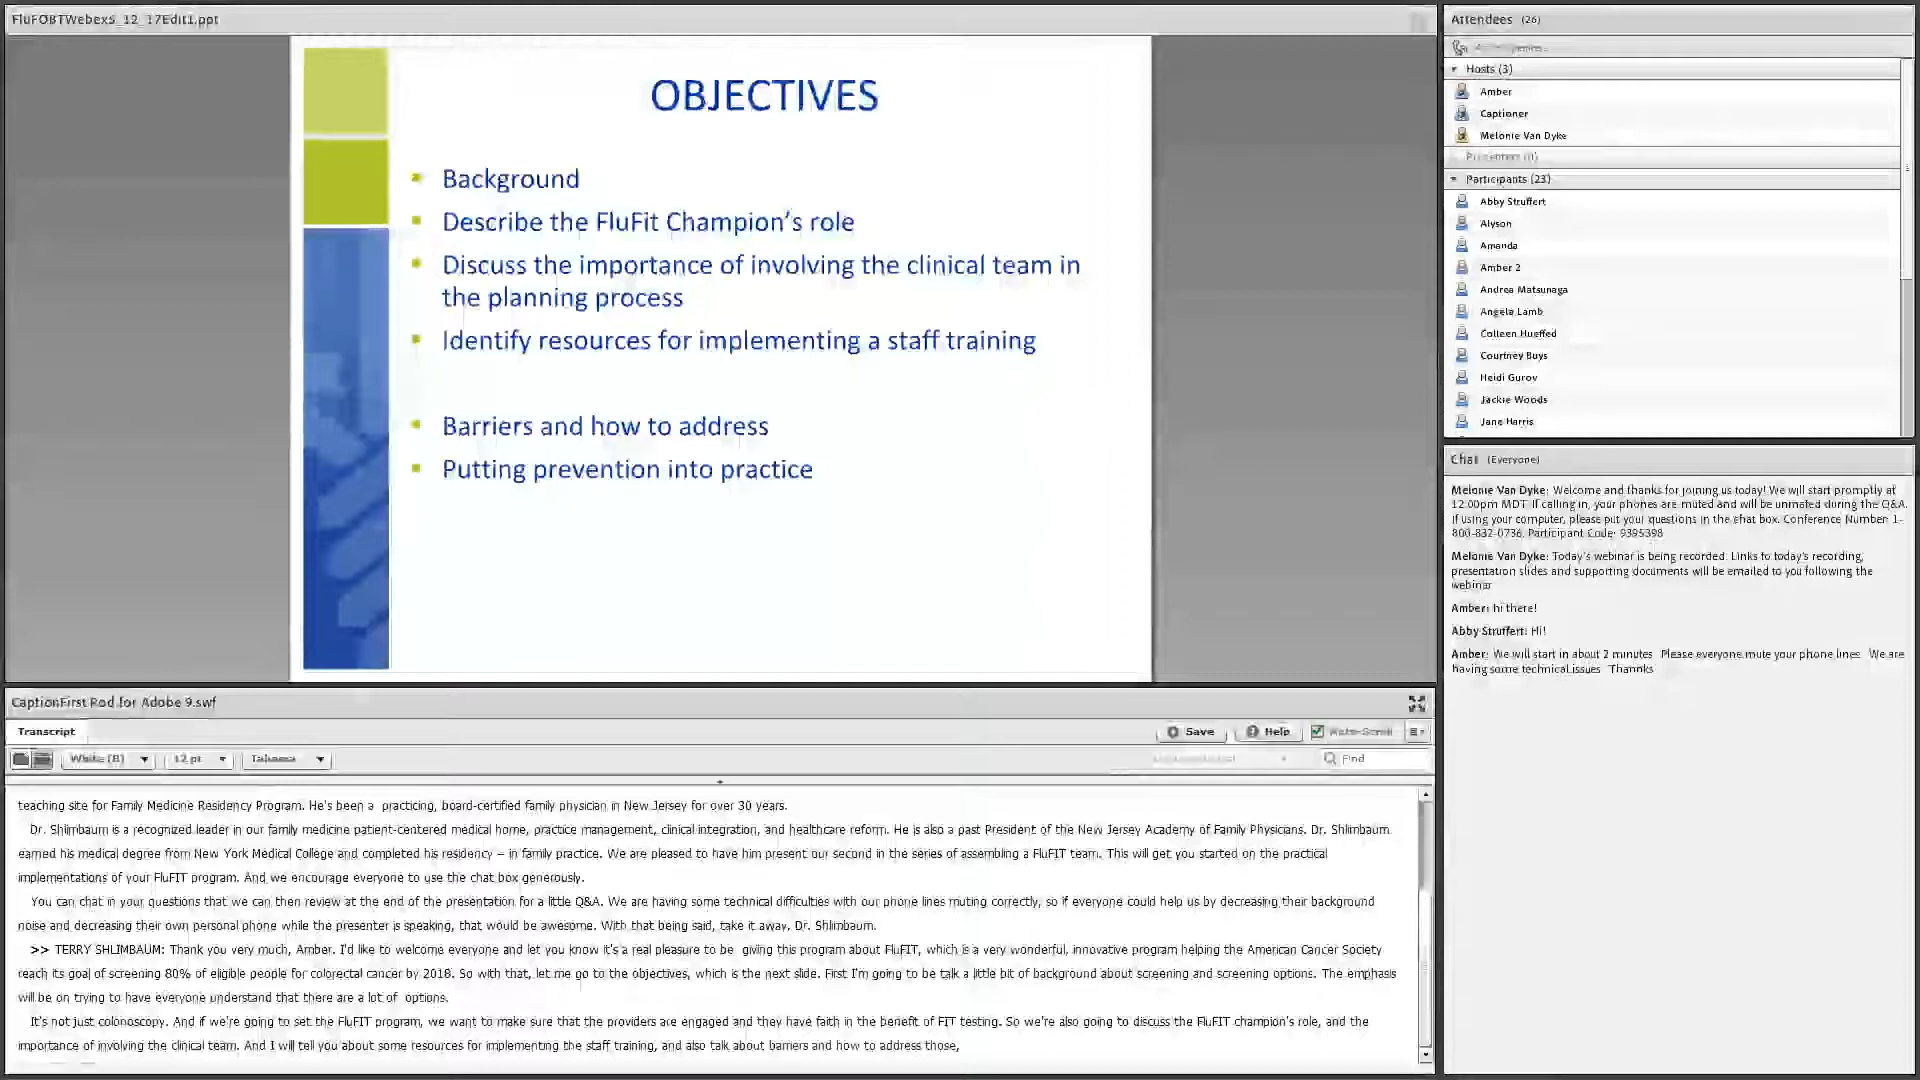 FluFOBTWebex5_12_17Edit1.ppt
OBJECTIVES
Background
Describe the FluFit Champion's role
Discuss the importance of involving the clinical team in
the planning process
Identify resources for implementing a staff training
Barriers and how to address
Putting prevention into practice
CaptionFirst Pod for Adobe 9.swf
Transcript
Save
Help
Auto-Scroll
White (B)
12 pt
Tahoma
Find
teaching site for Family Medicine Residency Program. He's been a practicing, board-certified family physician in New Jersey for over 30 years.
Dr. Shlimbaum is a recognized leader in our family medicine patient-centered medical home, practice management, clinical integration, and healthcare reform. He is also a past President of the New Jersey Academy of Family Physicians. Dr. Shlimbaum
earned his medical degree from New York Medical College and completed his residency – in family practice. We are pleased to have him present our second in the series of assembling a FluFIT team. This will get you started on the practical
implementations of your FluFIT program. And we encourage everyone to use the chat box generously.
You can chat in your questions that we can then review at the end of the presentation for a little Q&A. We are having some technical difficulties with our phone lines muting correctly, so if everyone could help us by decreasing their background
noise and decreasing their own personal phone while the presenter is speaking, that would be awesome. With that being said, take it away, Dr. Shlimbaum.
>> TERRY SHLIMBAUM: Thank you very much, Amber. I'd like to welcome everyone and let you know it's a real pleasure to be giving this program about FluFIT, which is a very wonderful, innovative program helping the American Cancer Society
reach its goal of screening 80% of eligible people for colorectal cancer by 2018. So with that, let me go to the objectives, which is the next slide. First I'm going to be talk a little bit of background about screening and screening options. The emphasis
will be on trying to have everyone understand that there are a lot of options.
It's not just colonoscopy. And if we're going to set the FluFIT program, we want to make sure that the providers are engaged and they have faith in the benefit of FIT testing. So we're also going to discuss the FluFIT champion's role, and the
importance of involving the clinical team. And I will tell you about some resources for implementing the staff training, and also talk about barriers and how to address those,
Attendees (26)
Hosts (3)
Amber
Captioner
Melonie Van Dyke
Presenters (0)
Participants (23)
Abby Struffert
Alyson
Amanda
Amber 2
Andrea Matsunaga
Angela Lamb
Colleen Hueffed
Courtney Buys
Heidi Gurov
Jackie Woods
Jane Harris
Chat (Everyone)
Melonie Van Dyke: Welcome and thanks for joining us today! We will start promptly at
12:00pm MDT. If calling in, your phones are muted and will be unmated during the Q&A.
If using your computer, please put your questions in the chat box. Conference Number: 1-
800-832-0736, Participant Code: 9395398
Melonie Van Dyke: Today's webinar is being recorded. Links to today's recording,
presentation slides and supporting documents will be emailed to you following the
webinar
Amber: hi there!
Abby Struffert: Hi!
Amber: We will start in about 2 minutes Please everyone mute your phone lines We are
having some technical issues Thannks